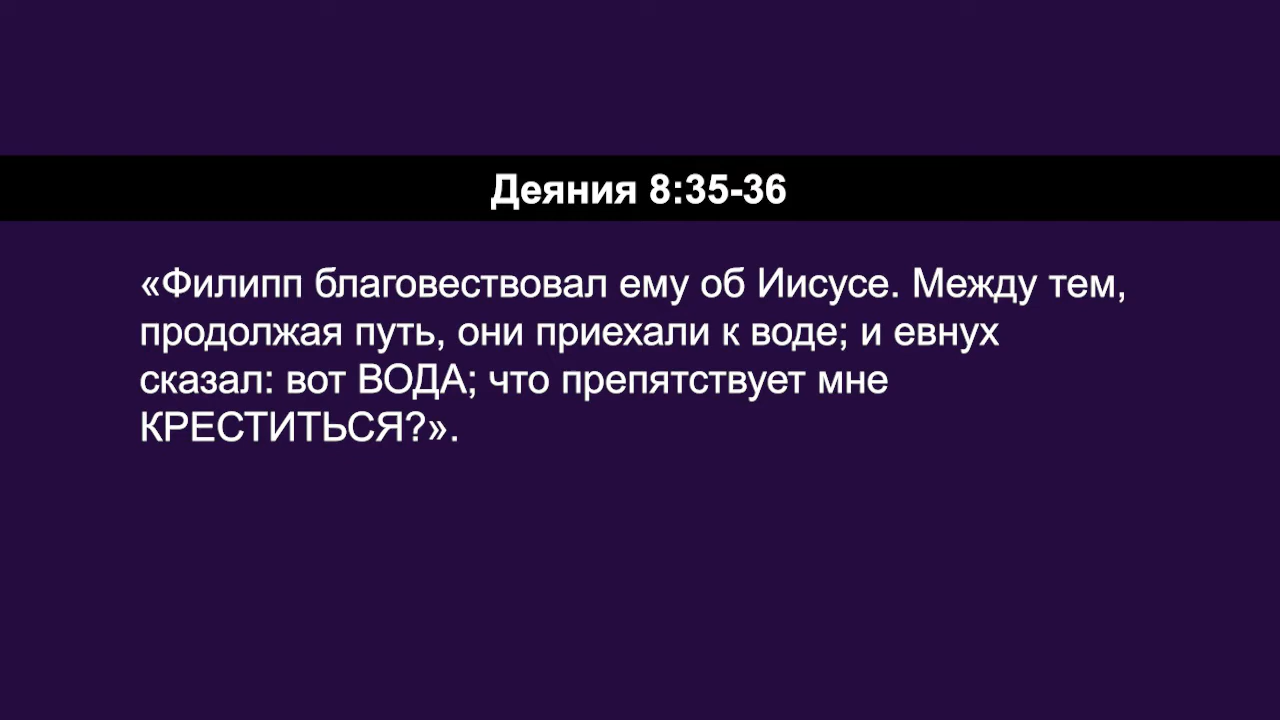 Деяния 8:35-36
«Филипп благовествовал ему об Иисусе. Между тем,
продолжая путь, они приехали к воде; и евнух
сказал: вот ВОДА; что препятствует мне
КРЕСТИТЬСЯ?».